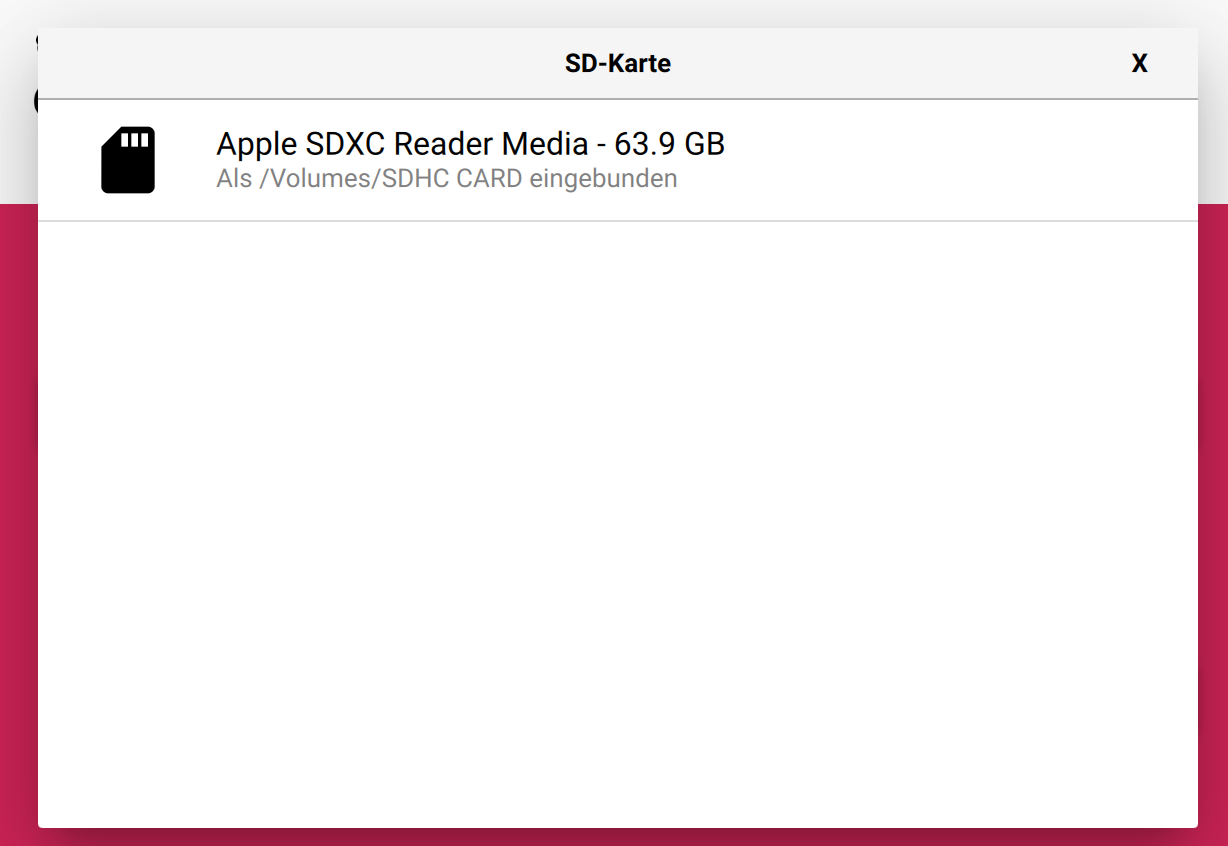 SD-Karte
X
Apple SDXC Reader Media - 63.9 GB
Als /Volumes/SDHC CARD eingebunden